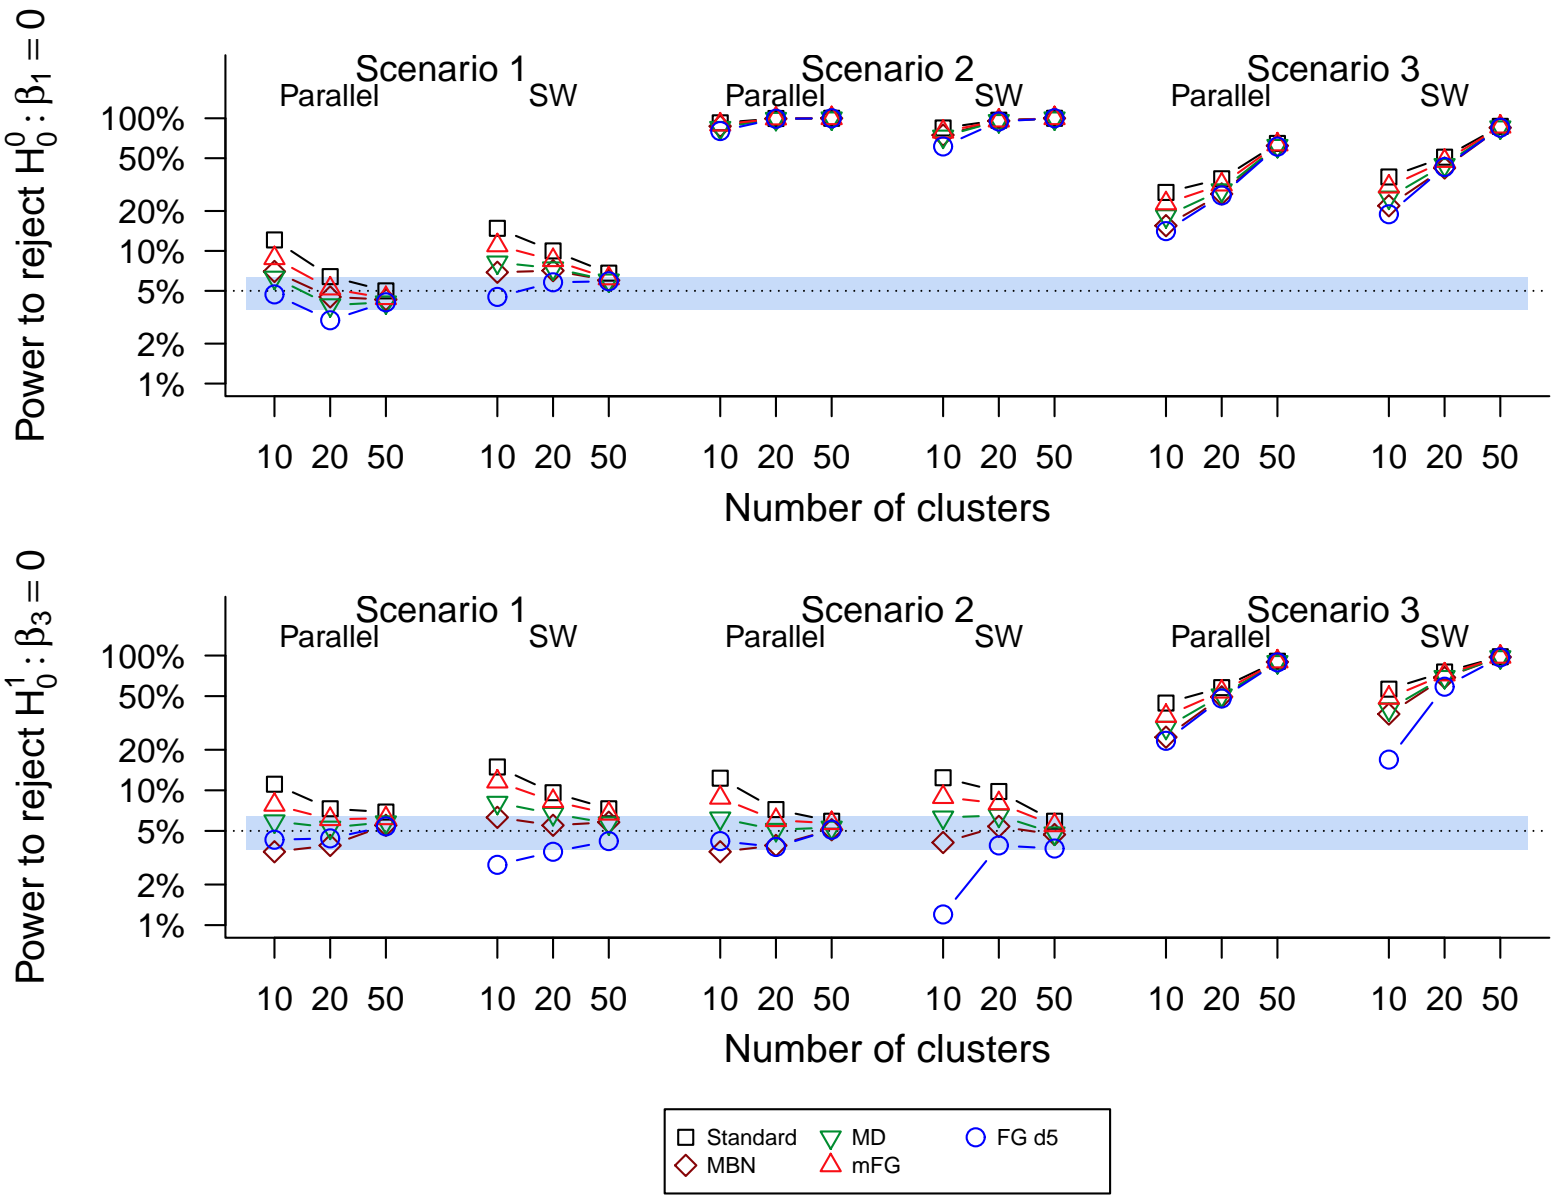 Power to reject H₀⁰ : β₁ = 0
Scenario 1 Scenario 2 Scenario 3
Parallel SW Parallel SW Parallel SW
100%
50%
20%
10%
5%
2%
1%
10 20 50 10 20 50 10 20 50 10 20 50 10 20 50 10 20 50
Number of clusters
Power to reject H₀¹ : β₃ = 0
Scenario 1 Scenario 2 Scenario 3
Parallel SW Parallel SW Parallel SW
100%
50%
20%
10%
5%
2%
1%
10 20 50 10 20 50 10 20 50 10 20 50 10 20 50 10 20 50
Number of clusters
Standard MD FG d5
MBN mFG